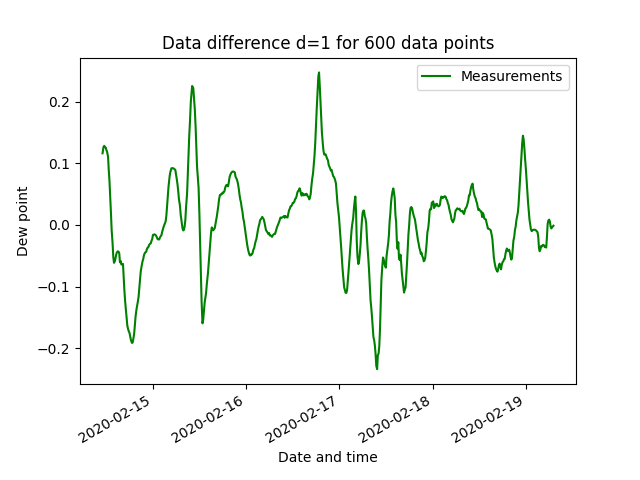 Data difference d=1 for 600 data points
Measurements
Dew point
0.2
0.1
0.0
−0.1
−0.2
2020-02-15
2020-02-16
2020-02-17
2020-02-18
2020-02-19
Date and time